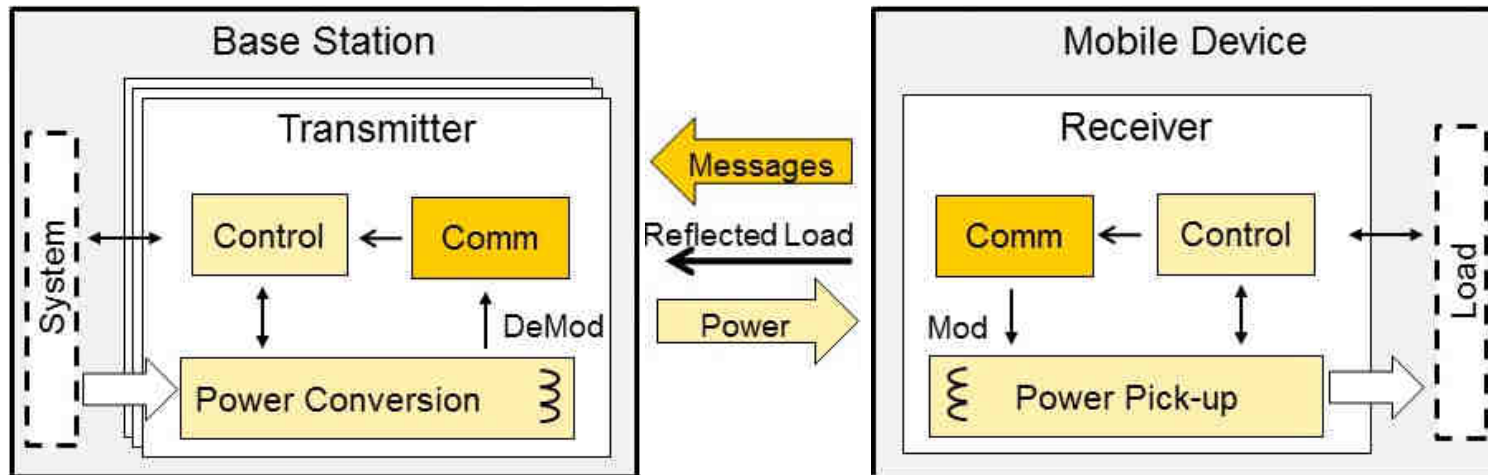 Base Station
Transmitter
System
Control
Comm
DeMod
Power Conversion
Messages
Reflected Load
Power
Mobile Device
Receiver
Comm
Control
Mod
Power Pick-up
Load